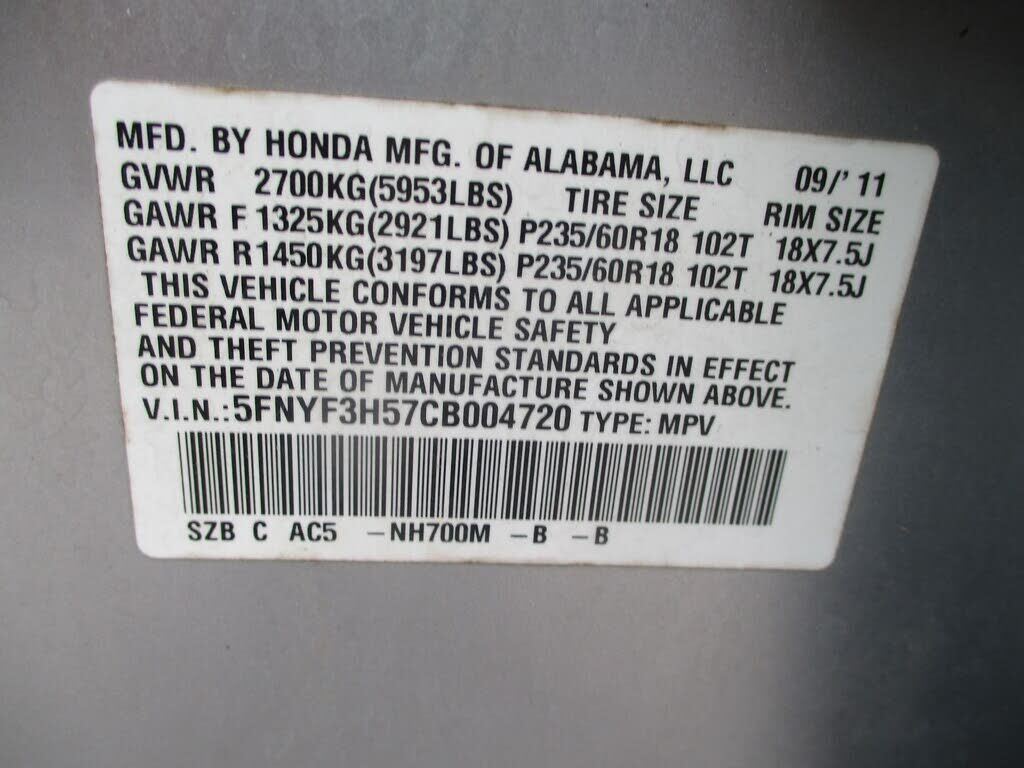 MFD. BY HONDA MFG. OF ALABAMA, LLC 09/'11
GVWR 2700KG(5953LBS) TIRE SIZE RIM SIZE
GAWR F 1325KG(2921LBS) P235/60R18 102T 18X7.5J
GAWR R 1450KG(3197LBS) P235/60R18 102T 18X7.5J
THIS VEHICLE CONFORMS TO ALL APPLICABLE
FEDERAL MOTOR VEHICLE SAFETY
AND THEFT PREVENTION STANDARDS IN EFFECT
ON THE DATE OF MANUFACTURE SHOWN ABOVE.
V.I.N.:5FNYF3H57CB004720 TYPE: MPV
SZB C AC5 –NH700M –B –B